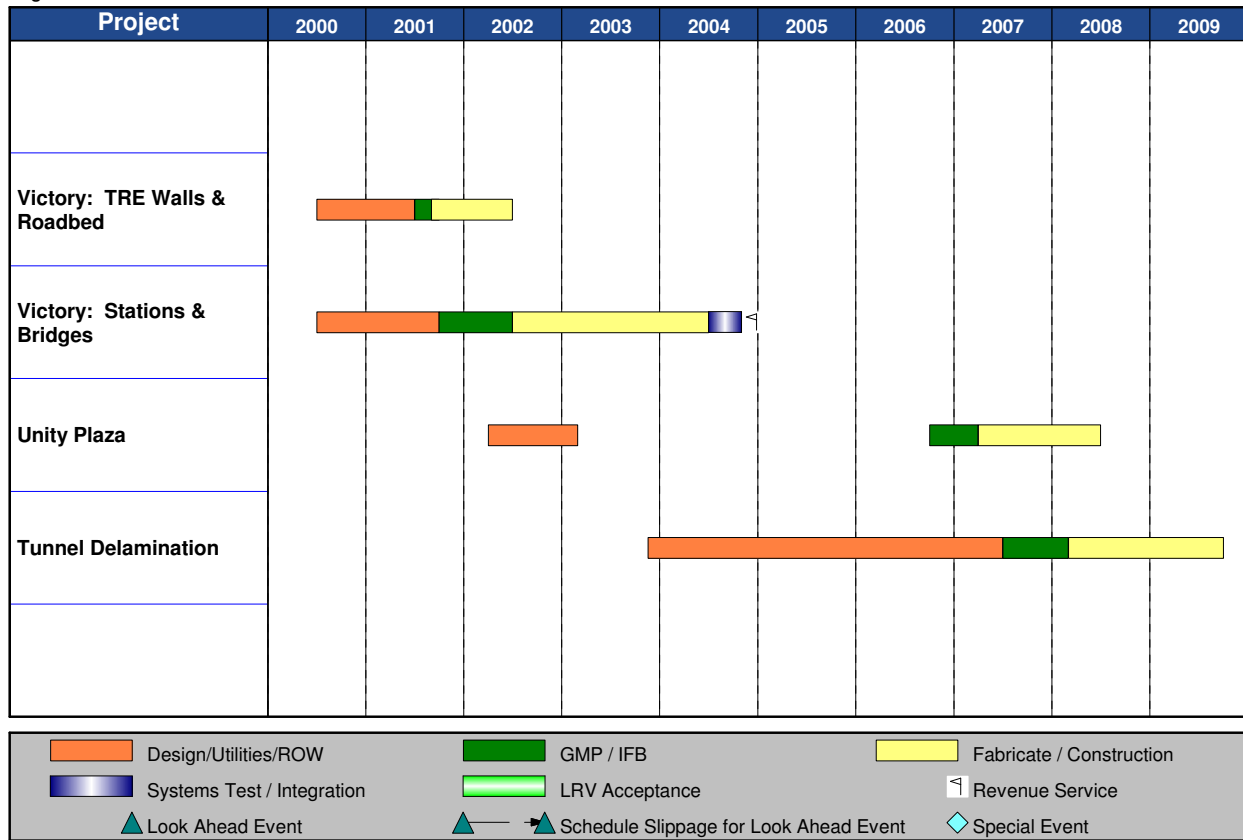 Project 2000 2001 2002 2003 2004 2005 2006 2007 2008 2009
Victory:  TRE Walls &
Roadbed
Victory:  Stations &
Bridges
Unity Plaza
Tunnel Delamination
Design/Utilities/ROW GMP / IFB Fabricate / Construction
Systems Test / Integration LRV Acceptance Revenue Service
Look Ahead Event Schedule Slippage for Look Ahead Event Special Event